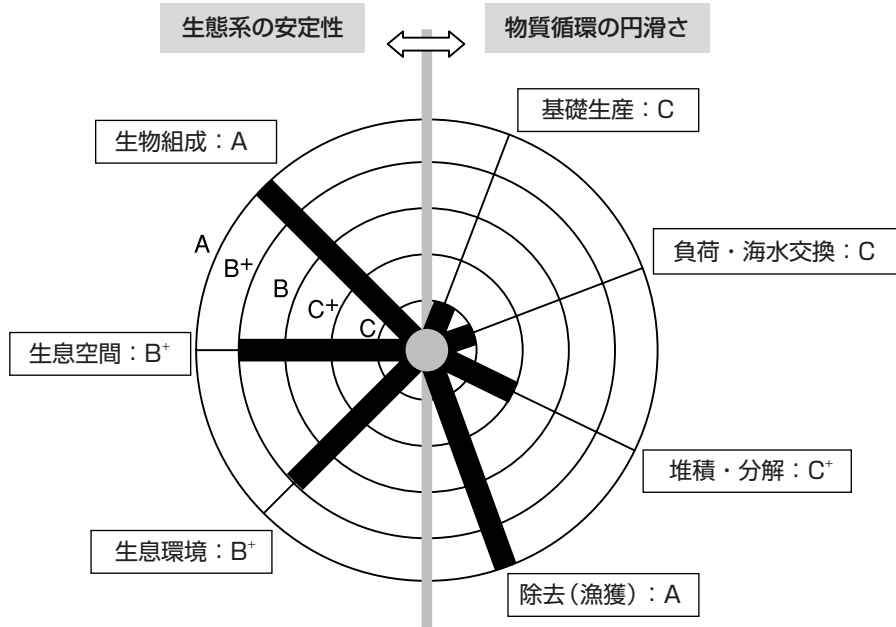 生態系の安定性
物質循環の円滑さ
基礎生産：C
生物組成：A
負荷・海水交換：C
A
B+
B
C+
C
生息空間：B+
堆積・分解：C+
生息環境：B+
除去（漁獲）：A